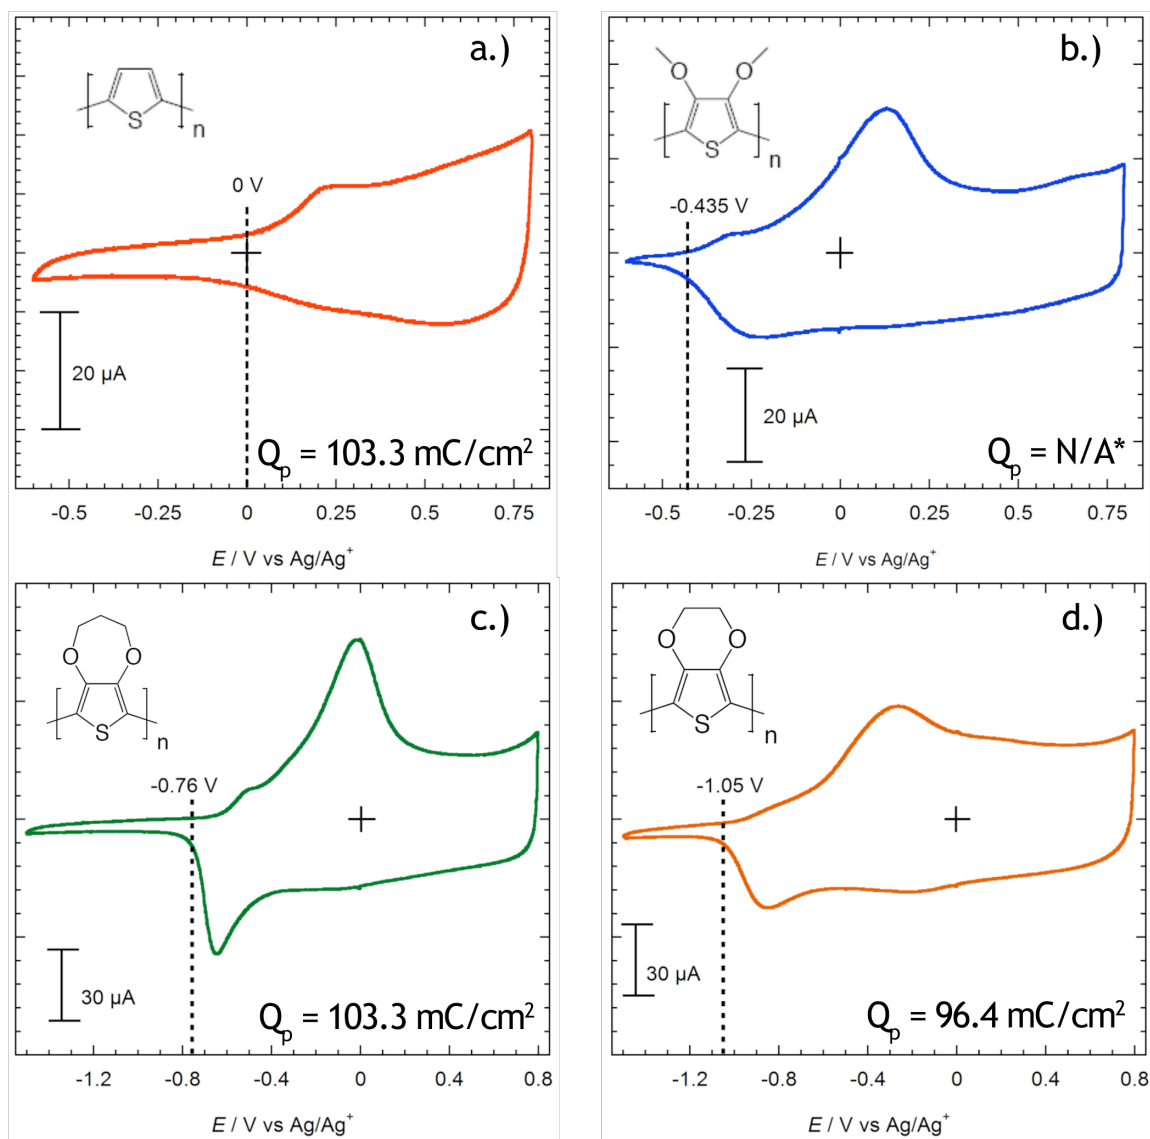 a.)
S
n
0 V
20 µA
Qp = 103.3 mC/cm²
-0.5 -0.25 0 0.25 0.5 0.75
E / V vs Ag/Ag⁺
b.)
O O
S
n
-0.435 V
20 µA
Qp = N/A*
-0.5 -0.25 0 0.25 0.5 0.75
E / V vs Ag/Ag⁺
c.)
O O
S
n
-0.76 V
30 µA
Qp = 103.3 mC/cm²
-1.2 -0.8 -0.4 0 0.4 0.8
E / V vs Ag/Ag⁺
d.)
O O
S
n
-1.05 V
30 µA
Qp = 96.4 mC/cm²
-1.2 -0.8 -0.4 0 0.4 0.8
E / V vs Ag/Ag⁺